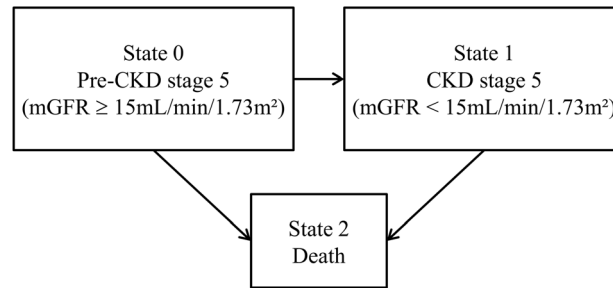 State 0
Pre-CKD stage 5
(mGFR ≥ 15mL/min/1.73m²)
State 1
CKD stage 5
(mGFR < 15mL/min/1.73m²)
State 2
Death